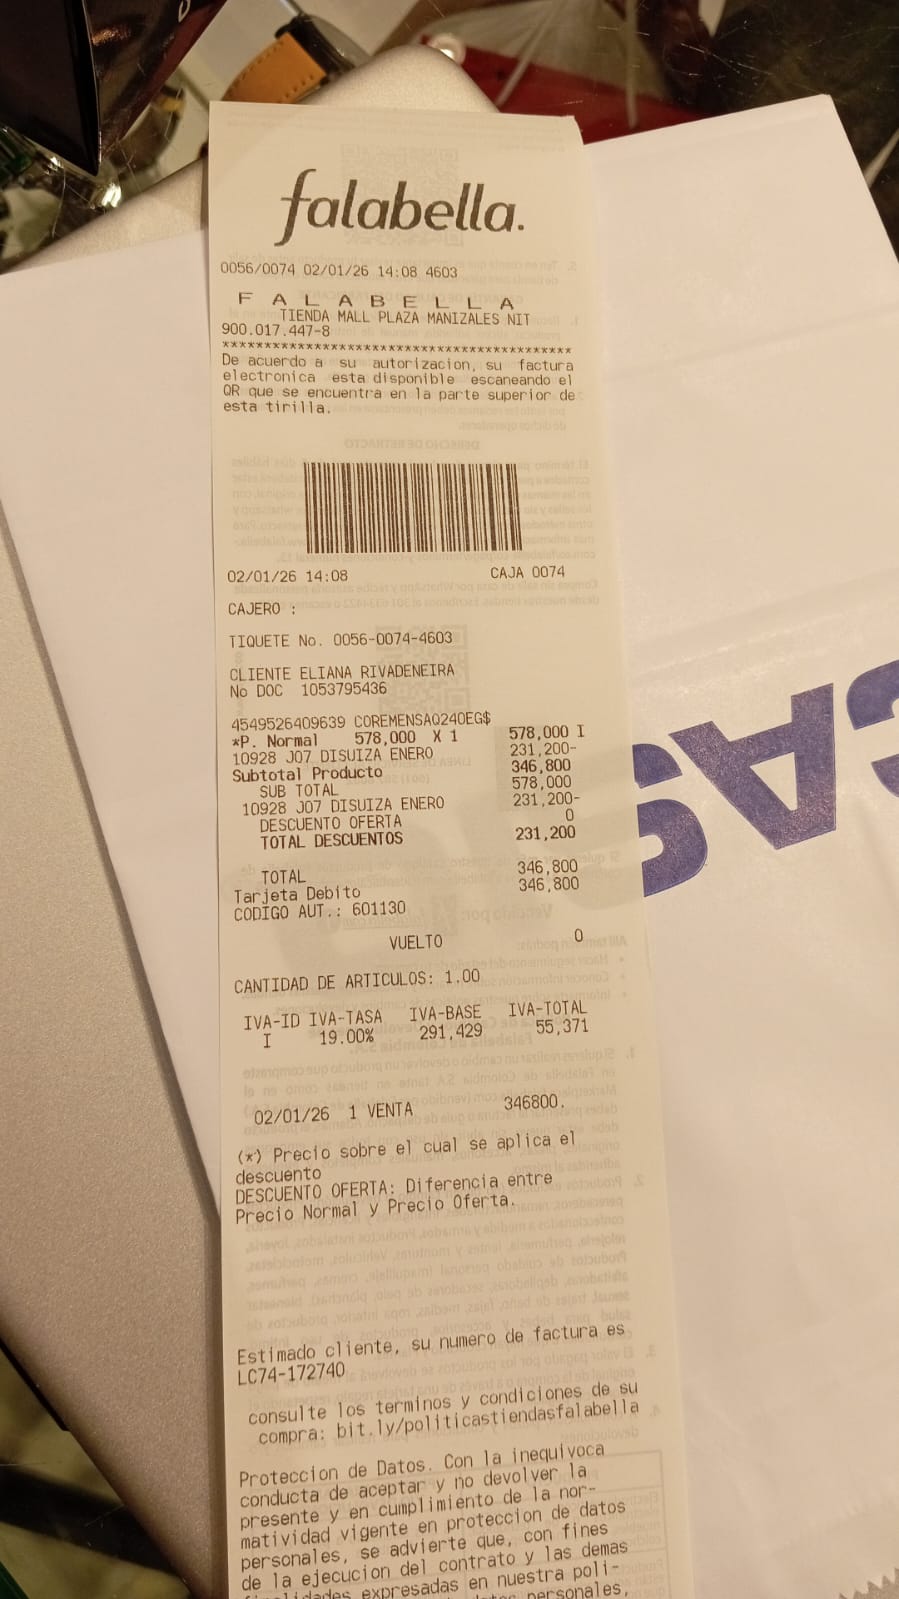 falabella.
0056/0074 02/01/26 14:08 4603
F A L A B E L L A
TIENDA MALL PLAZA MANIZALES NIT
900.017.447-8
******************************************
De acuerdo a su autorizacion, su factura
electronica esta disponible escaneando el
QR que se encuentra en la parte superior de
esta tirilla.
02/01/26 14:08 CAJA 0074
CAJERO :
TIQUETE No. 0056-0074-4603
CLIENTE ELIANA RIVADENEIRA
No DOC 1053795436
4549526409639 COREMENSAQ240EG$
*P. Normal 578,000 X 1 578,000 I
10928 J07 DISUIZA ENERO 231,200-
Subtotal Producto 346,800
SUB TOTAL 578,000
10928 J07 DISUIZA ENERO 231,200-
DESCUENTO OFERTA 0
TOTAL DESCUENTOS 231,200
TOTAL 346,800
Tarjeta Debito 346,800
CODIGO AUT.: 601130
VUELTO 0
CANTIDAD DE ARTICULOS: 1.00
IVA-ID IVA-TASA IVA-BASE IVA-TOTAL
I 19.00% 291,429 55,371
02/01/26 1 VENTA 346800.
(*) Precio sobre el cual se aplica el
descuento
DESCUENTO OFERTA: Diferencia entre
Precio Normal y Precio Oferta.
Estimado cliente, su numero de factura es
LC74-172740
consulte los terminos y condiciones de su
compra: bit.ly/politicastiendasfalabella
Proteccion de Datos. Con la inequivoca
conducta de aceptar y no devolver la
presente y en cumplimiento de la nor-
matividad vigente en proteccion de datos
personales, se advierte que, con fines
de la ejecucion del contrato y las demas
expresadas en nuestra poli-
personales,
CAS